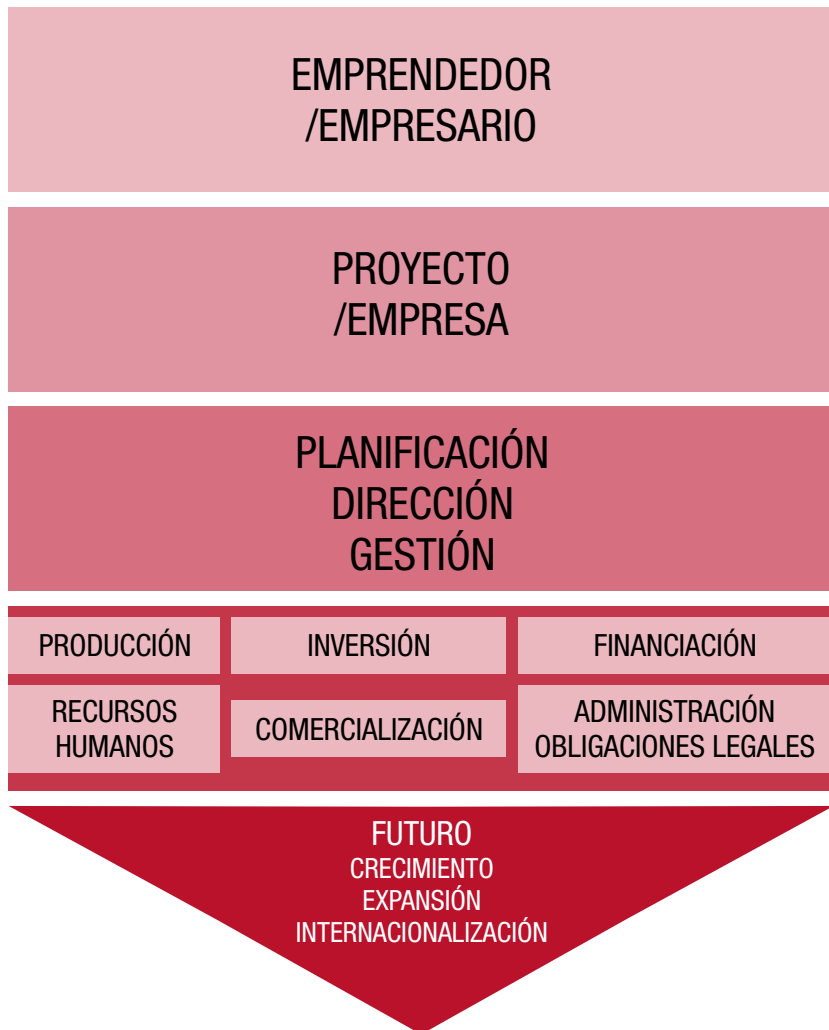 EMPRENDEDOR
/EMPRESARIO
PROYECTO
/EMPRESA
PLANIFICACIÓN
DIRECCIÓN
GESTIÓN
PRODUCCIÓN
INVERSIÓN
FINANCIACIÓN
RECURSOS
HUMANOS
COMERCIALIZACIÓN
ADMINISTRACIÓN
OBLIGACIONES LEGALES
FUTURO
CRECIMIENTO
EXPANSIÓN
INTERNACIONALIZACIÓN